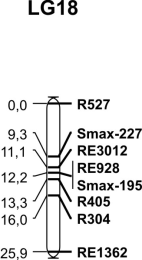 LG18
0,0 R527
9,3 Smax-227
11,1 RE3012
12,2 RE928
Smax-195
13,3 R405
16,0 R304
25,9 RE1362